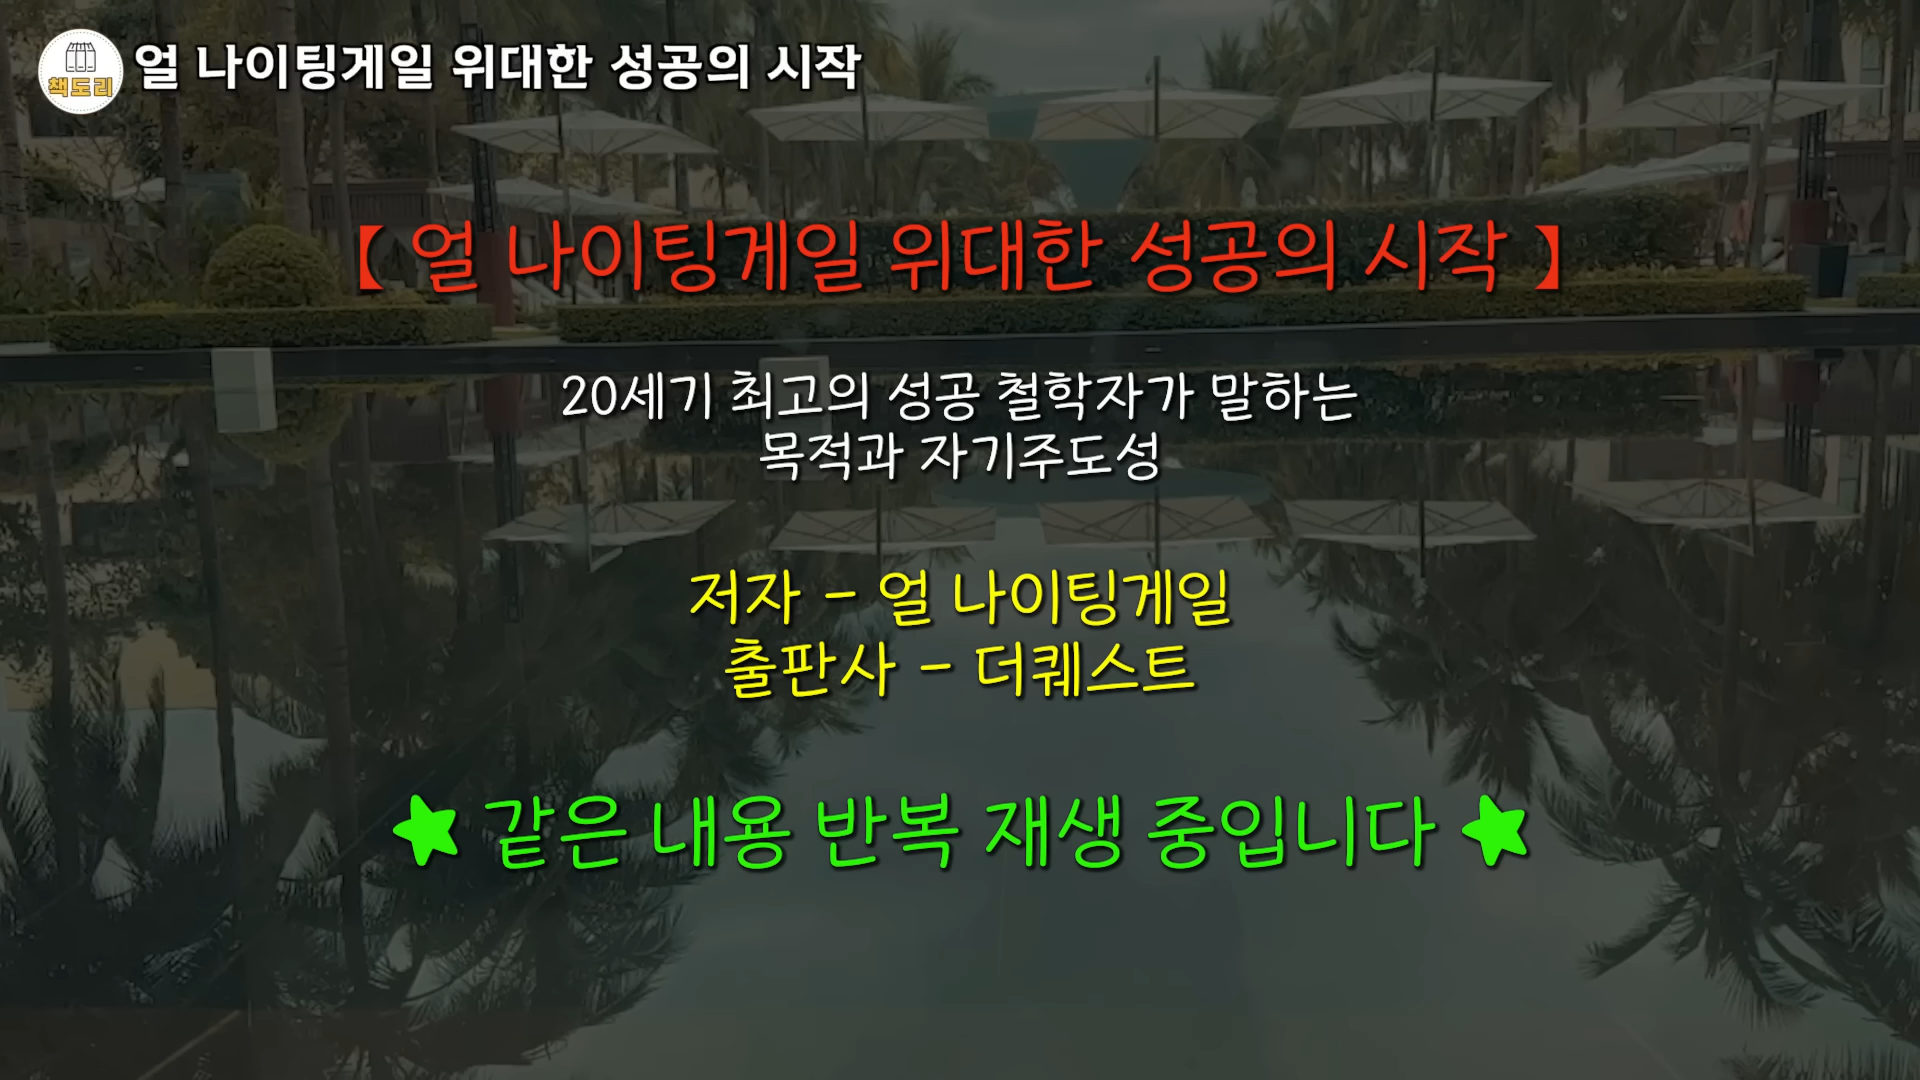 책도리
얼 나이팅게일 위대한 성공의 시작
【 얼 나이팅게일 위대한 성공의 시작 】
20세기 최고의 성공 철학자가 말하는
목적과 자기주도성
저자 - 얼 나이팅게일
출판사 - 더퀘스트
★ 같은 내용 반복 재생 중입니다 ★